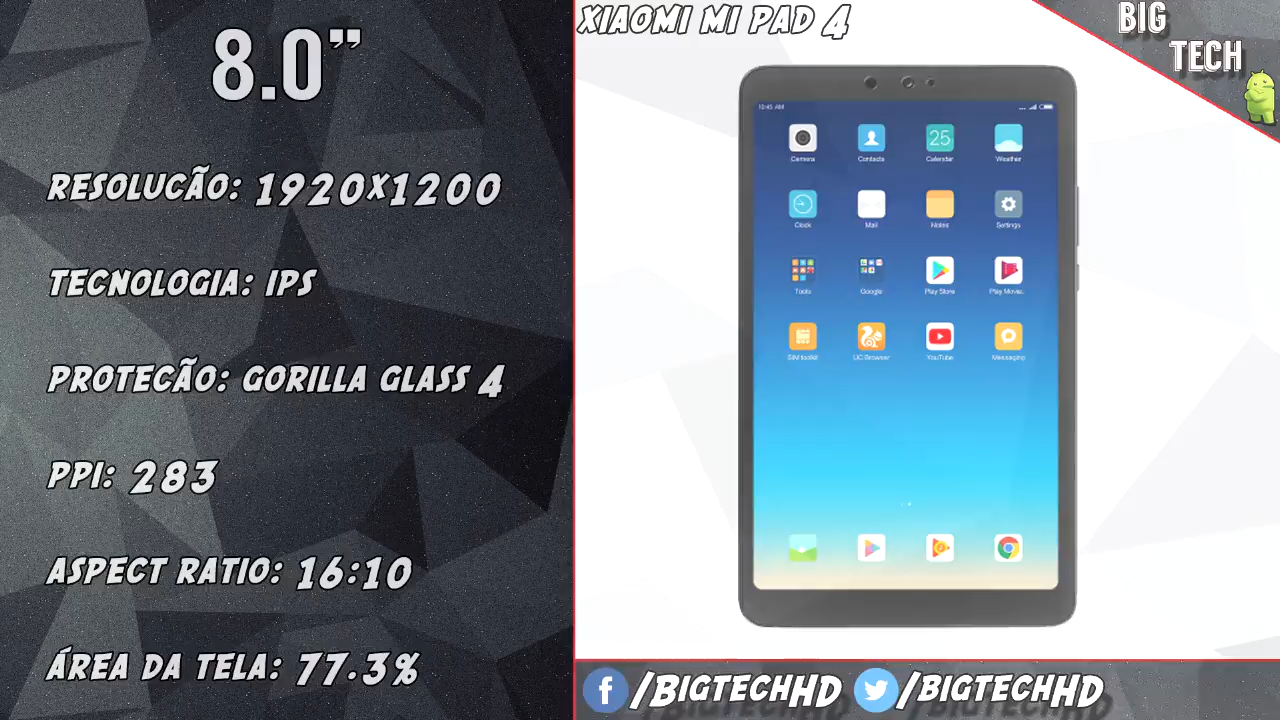 8.0”
RESOLUCÃO: 1920X1200
TECNOLOGIA: IPS
PROTECÃO: GORILLA GLASS 4
PPI: 283
ASPECT RATIO: 16:10
ÁREA DA TELA: 77.3%
XIAOMI MI PAD 4
BIG
TECH
10:45 AM
Camera Contacts Calendar Weather
25
Clock Mail Notes Settings
Tools Google Play Store Play Movies
SIM toolkit UC Browser YouTube Messaging
/BIGTECHHD /BIGTECHHD